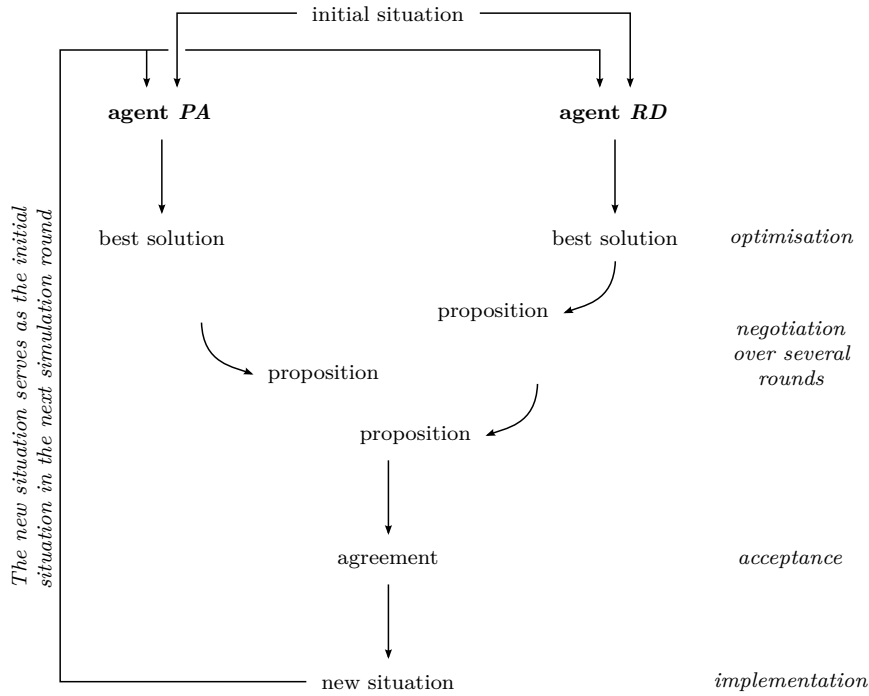 initial situation
agent PA
agent RD
best solution
best solution
optimisation
proposition
negotiation
over several
rounds
proposition
proposition
agreement
acceptance
new situation
implementation
The new situation serves as the initial
situation in the next simulation round